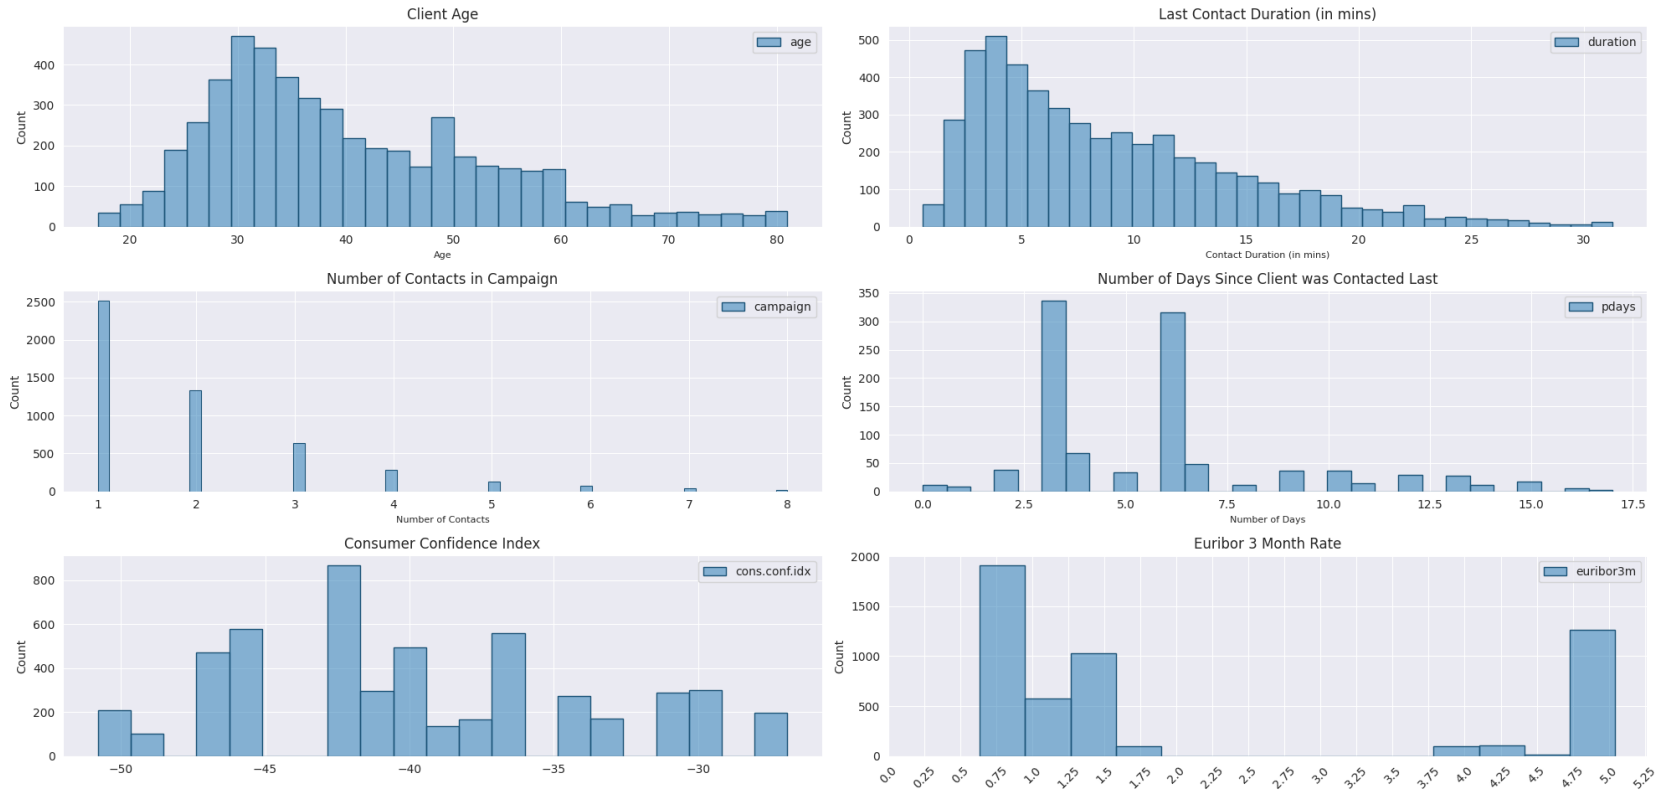 Client Age
age
Count
400
300
200
100
0
20 30 40 50 60 70 80
Age
Last Contact Duration (in mins)
duration
Count
500
400
300
200
100
0
0 5 10 15 20 25 30
Contact Duration (in mins)
Number of Contacts in Campaign
campaign
Count
2500
2000
1500
1000
500
0
1 2 3 4 5 6 7 8
Number of Contacts
Number of Days Since Client was Contacted Last
pdays
Count
350
300
250
200
150
100
50
0
0.0 2.5 5.0 7.5 10.0 12.5 15.0 17.5
Number of Days
Consumer Confidence Index
cons.conf.idx
Count
800
600
400
200
0
−50 −45 −40 −35 −30
Euribor 3 Month Rate
euribor3m
Count
2000
1500
1000
500
0
0.0 0.25 0.5 0.75 1.0 1.25 1.5 1.75 2.0 2.25 2.5 2.75 3.0 3.25 3.5 3.75 4.0 4.25 4.5 4.75 5.0 5.25